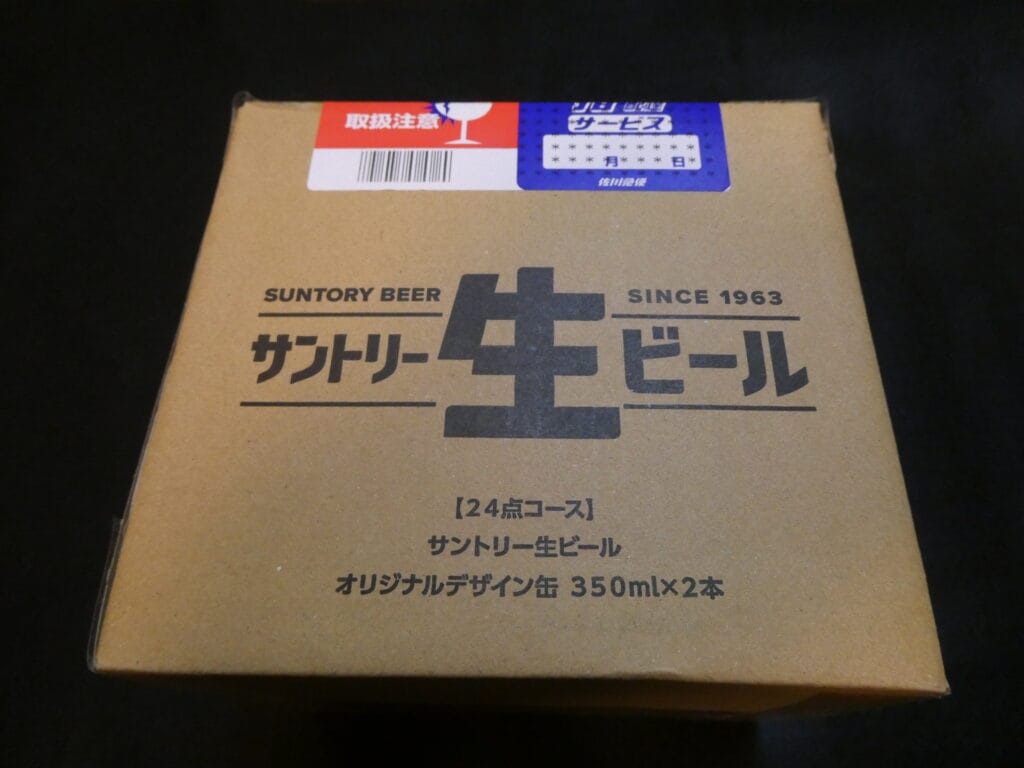 取扱注意
サービス
月 日
佐川急便
SUNTORY BEER
SINCE 1963
サントリー生ビール
【24点コース】
サントリー生ビール
オリジナルデザイン缶 350ml×2本